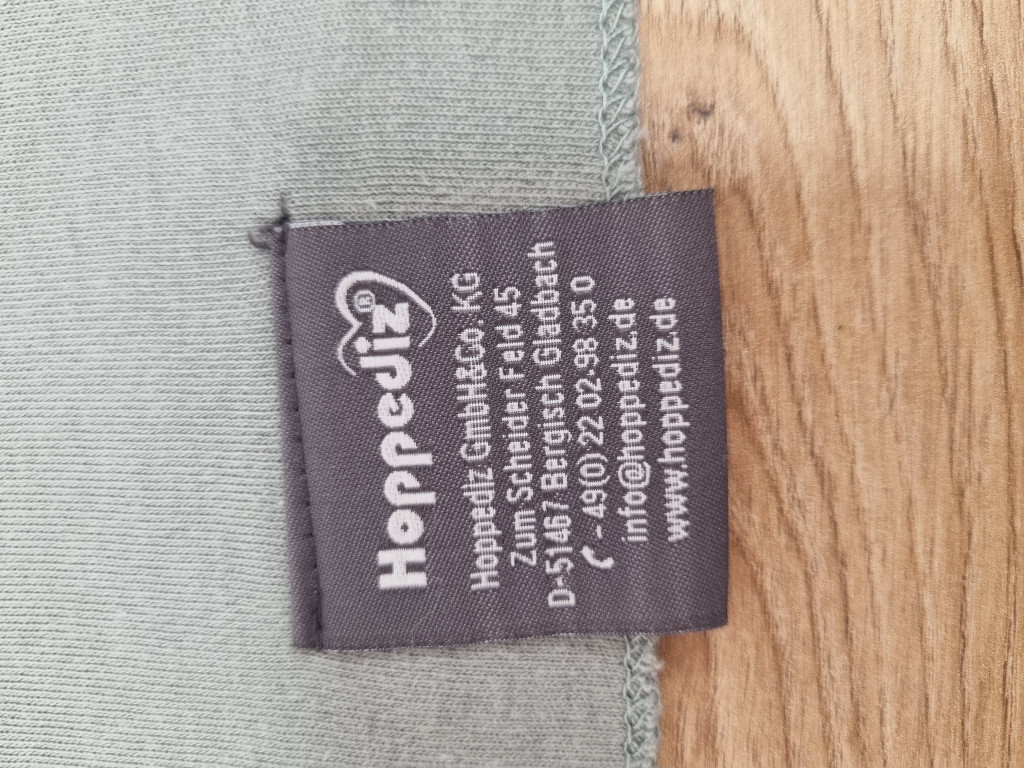 Hoppediz®
Hoppediz GmbH&Co. KG
Zum Scheider Feld 45
D-51467 Bergisch Gladbach
-49(0)22 02-98 35 0
info@hoppediz.de
www.hoppediz.de